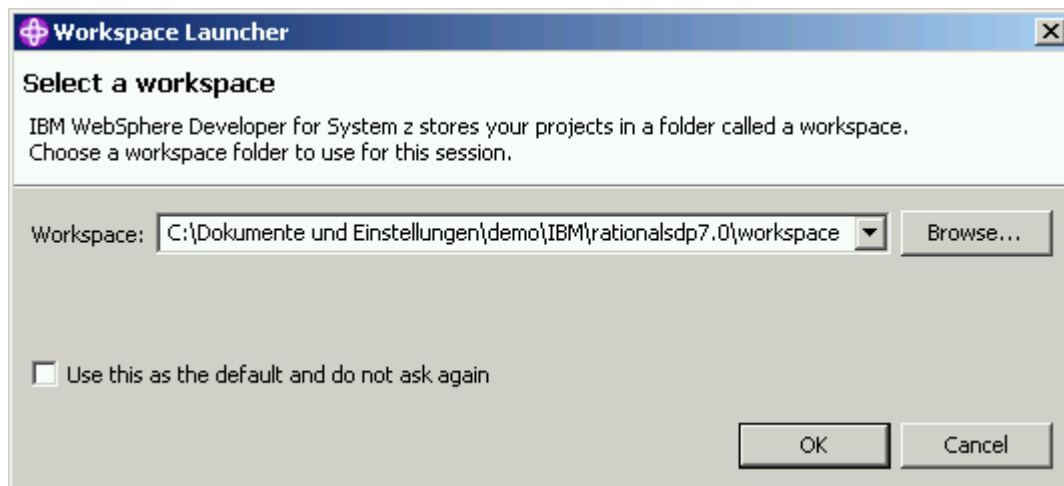 Workspace Launcher
Select a workspace
IBM WebSphere Developer for System z stores your projects in a folder called a workspace.
Choose a workspace folder to use for this session.
Workspace: C:\Dokumente und Einstellungen\demo\IBM\rationalsdp7.0\workspace Browse...
Use this as the default and do not ask again
OK Cancel